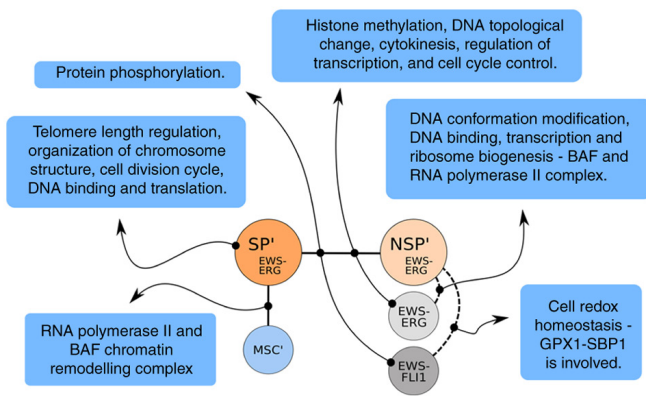 Histone methylation, DNA topological
change, cytokinesis, regulation of
transcription, and cell cycle control.
Protein phosphorylation.
Telomere length regulation,
organization of chromosome
structure, cell division cycle,
DNA binding and translation.
DNA conformation modification,
DNA binding, transcription and
ribosome biogenesis - BAF and
RNA polymerase II complex.
SP'
EWS-
ERG
NSP'
EWS-
ERG
EWS-
ERG
MSC'
EWS-
FLI1
RNA polymerase II and
BAF chromatin
remodelling complex
Cell redox
homeostasis -
GPX1-SBP1
is involved.